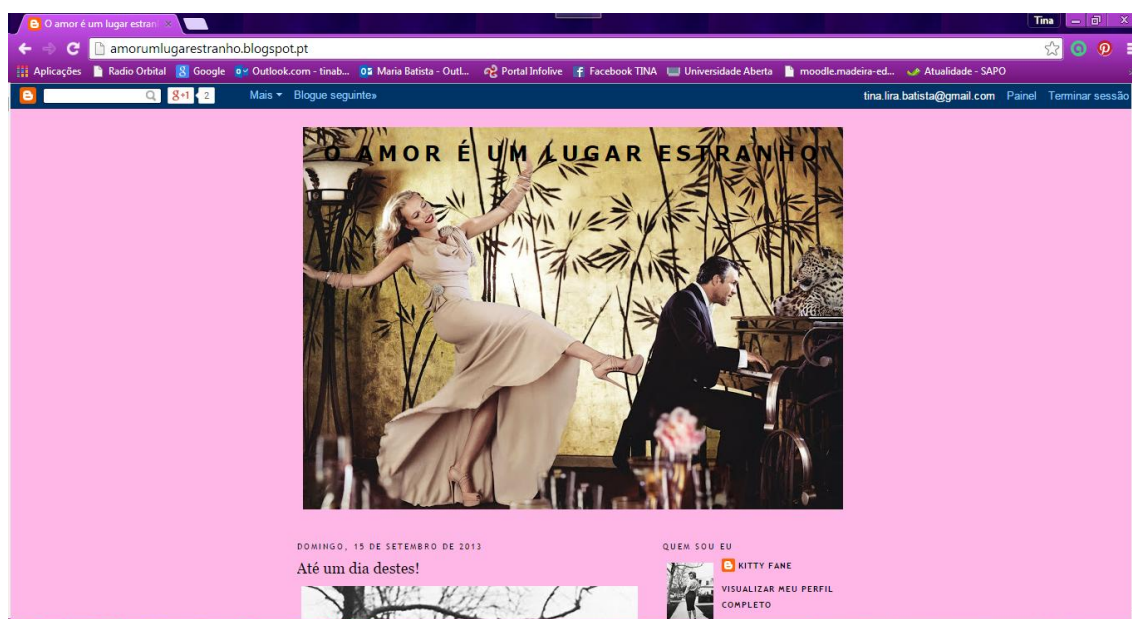 O amor é um lugar estran
Tina
amorumlugarestranho.blogspot.pt
Aplicações Radio Orbital Google Outlook.com - tinab... Maria Batista - Outl... Portal Infolive Facebook TINA Universidade Aberta moodle.madeira-ed... Atualidade - SAPO
g+1 2 Mais Blogue seguinte» tina.lira.batista@gmail.com Painel Terminar sessão
O AMOR É UM LUGAR ESTRANHO
DOMINGO, 15 DE SETEMBRO DE 2013
Até um dia destes!
QUEM SOU EU
KITTY FANE
VISUALIZAR MEU PERFIL
COMPLETO